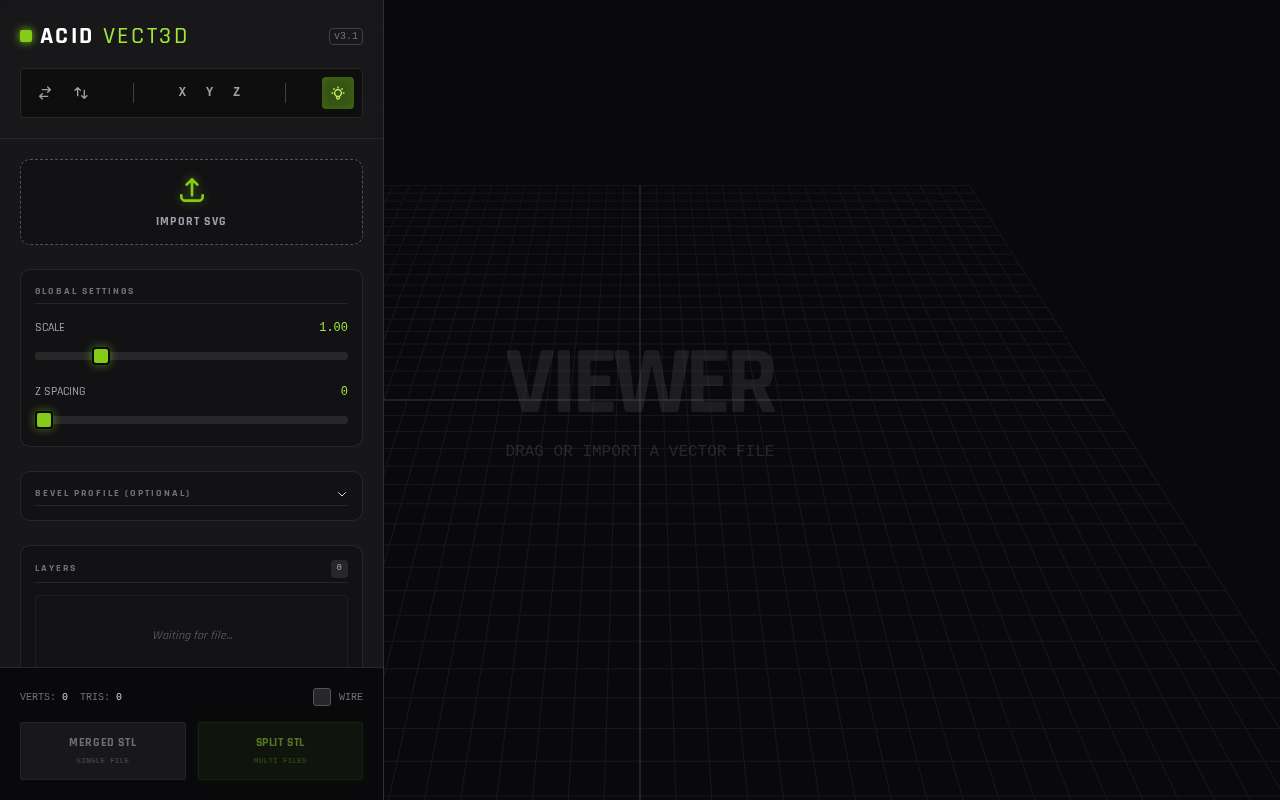 ACID VECT3D
v3.1
X Y Z
IMPORT SVG
GLOBAL SETTINGS
SCALE 1.00
Z SPACING 0
BEVEL PROFILE (OPTIONAL)
LAYERS 0
Waiting for file...
VERTS: 0 TRIS: 0 WIRE
MERGED STL
SINGLE FILE
SPLIT STL
MULTI FILES
VIEWER
DRAG OR IMPORT A VECTOR FILE